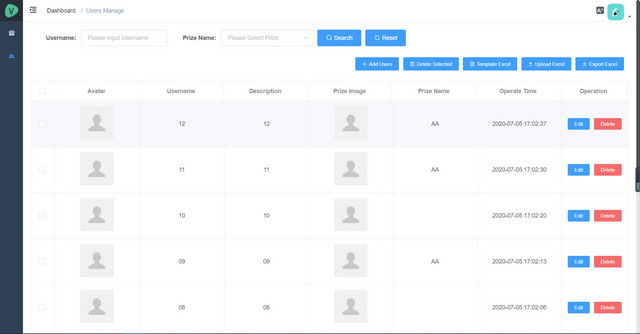 V
Dashboard / Users Manage
Username: Please Input Username Prize Name: Please Select Prize Search Reset
+ Add Users Delete Selected Template Excel Upload Excel Export Excel
Avatar Username Description Prize Image Prize Name Operate Time Operation
12 12 AA 2020-07-05 17:02:37 Edit Delete
11 11 AA 2020-07-05 17:02:30 Edit Delete
10 10 2020-07-05 17:02:20 Edit Delete
09 09 AA 2020-07-05 17:02:13 Edit Delete
08 08 2020-07-05 17:02:06 Edit Delete